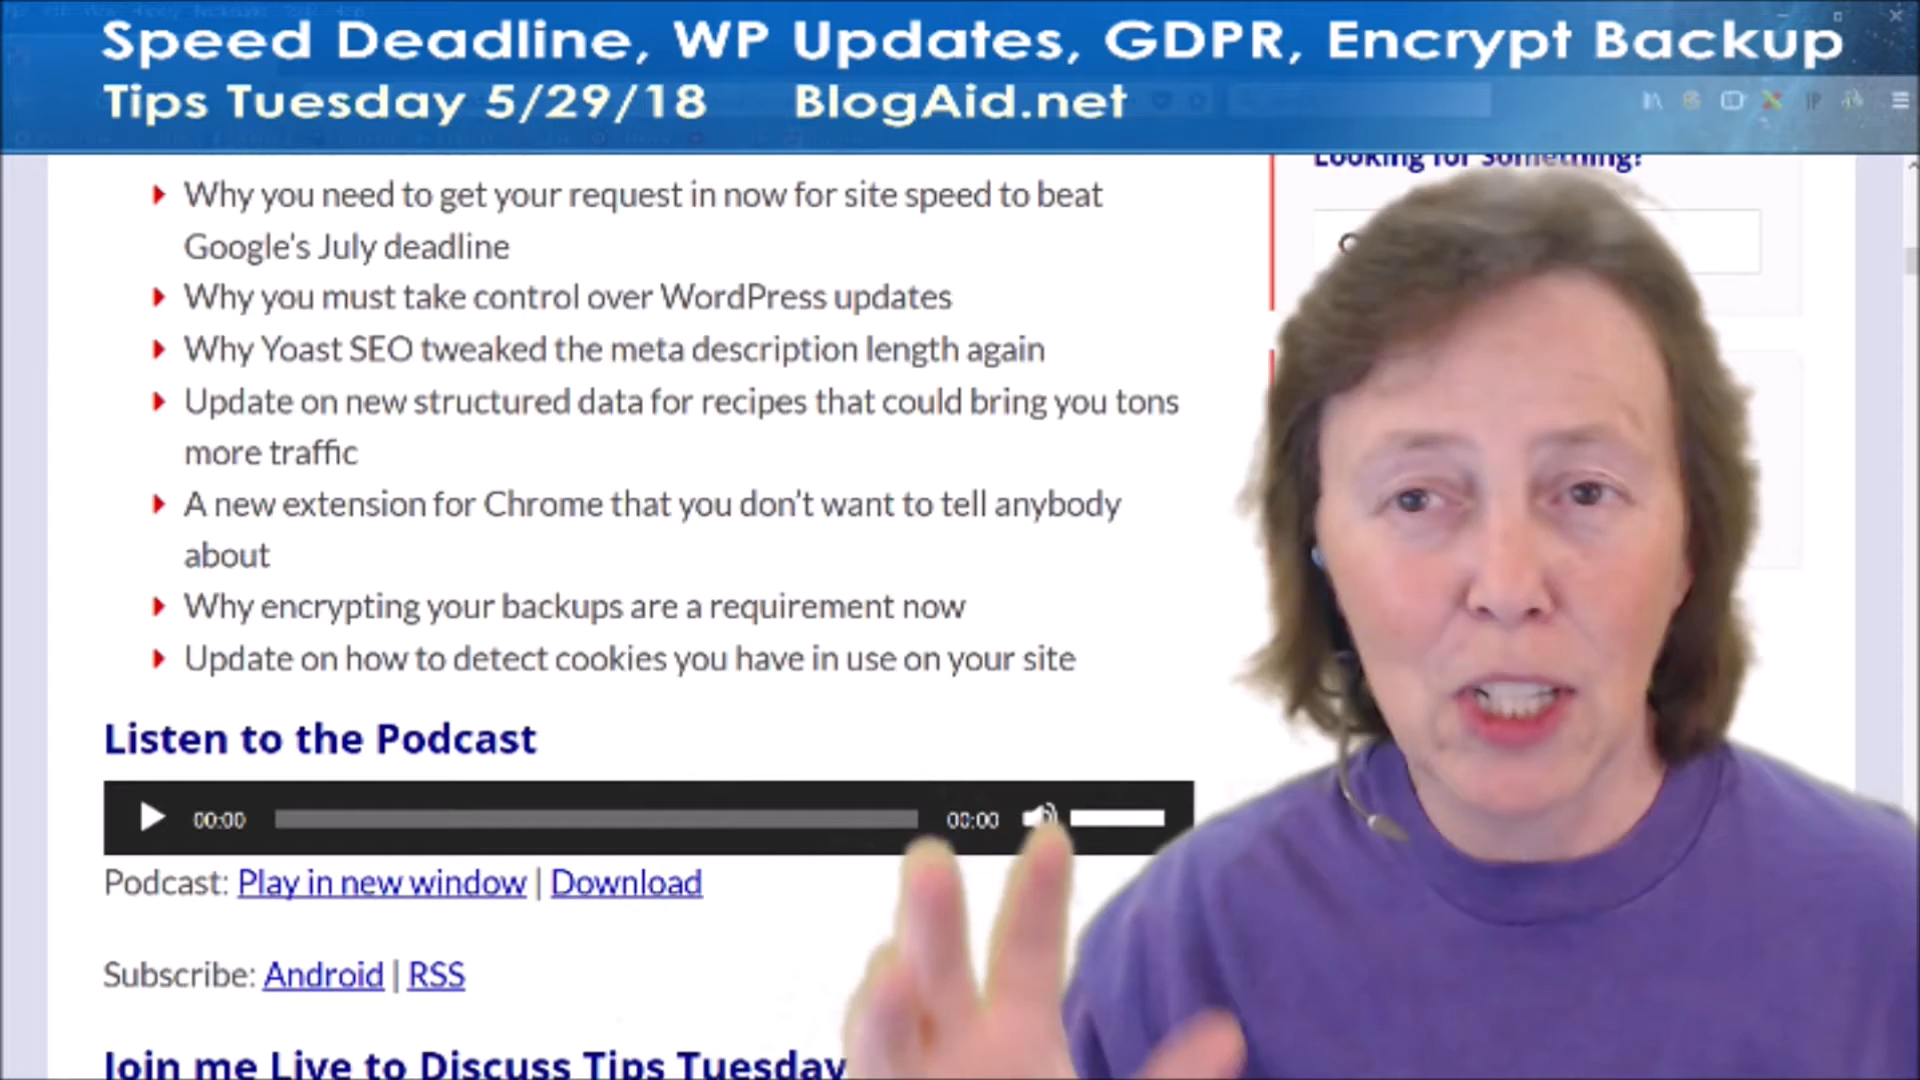 Speed Deadline, WP Updates, GDPR, Encrypt Backup
Tips Tuesday 5/29/18 BlogAid.net
Looking for Something?
Why you need to get your request in now for site speed to beat
Google's July deadline
Why you must take control over WordPress updates
Why Yoast SEO tweaked the meta description length again
Update on new structured data for recipes that could bring you tons
more traffic
A new extension for Chrome that you don't want to tell anybody
about
Why encrypting your backups are a requirement now
Update on how to detect cookies you have in use on your site
Listen to the Podcast
00:00 00:00
Podcast: Play in new window | Download
Subscribe: Android | RSS
Join me Live to Discuss Tips Tuesday